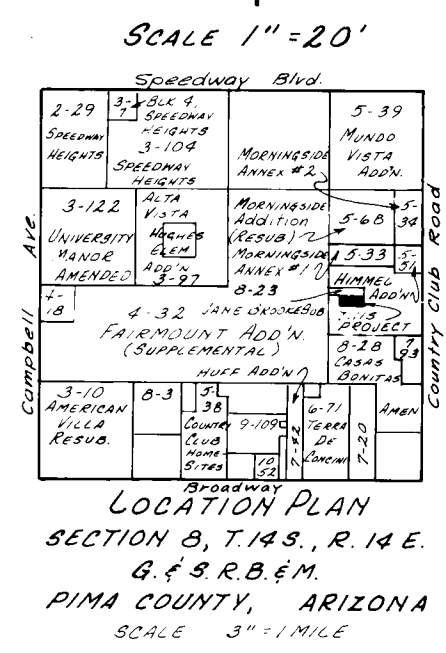 SCALE 1" = 20'
Speedway Blvd.
2-29
SPEEDWAY
HEIGHTS
3-
7
BLK 4,
SPEEDWAY
HEIGHTS
3-104
SPEEDWAY
HEIGHTS
MORNINGSIDE
ANNEX #2
5-39
MUNDO
VISTA
ADD'N.
3-122
UNIVERSITY
MANOR
AMENDED
ALTA
VISTA
HUGHES
ELEM
ADD'N
3-97
MORNINGSIDE
Addition
(RESUB)
MORNINGSIDE
ANNEX #1
8-23
5-68
5-
34
5-33
5-
51
HIMMEL
ADD'N
THIS
PROJECT
Campbell Ave.
Country Club Road
18
4-32 JANE BROOKE SUB
FAIRMOUNT ADD'N.
(SUPPLEMENTAL)
HUFF ADD'N
8-28
CASAS
BONITAS
7
93
3-10
AMERICAN
VILLA
RESUB.
8-3
5-
38
COUNTRY
CLUB
HOME
SITES
9-109
10
52
7-42
6-71
TERRA
DE
CONCINI
7-20
AMEN
Broadway
LOCATION PLAN
SECTION 8, T.14 S., R. 14 E.
G. & S. R. B. & M.
PIMA COUNTY, ARIZONA
SCALE 3" = 1 MILE